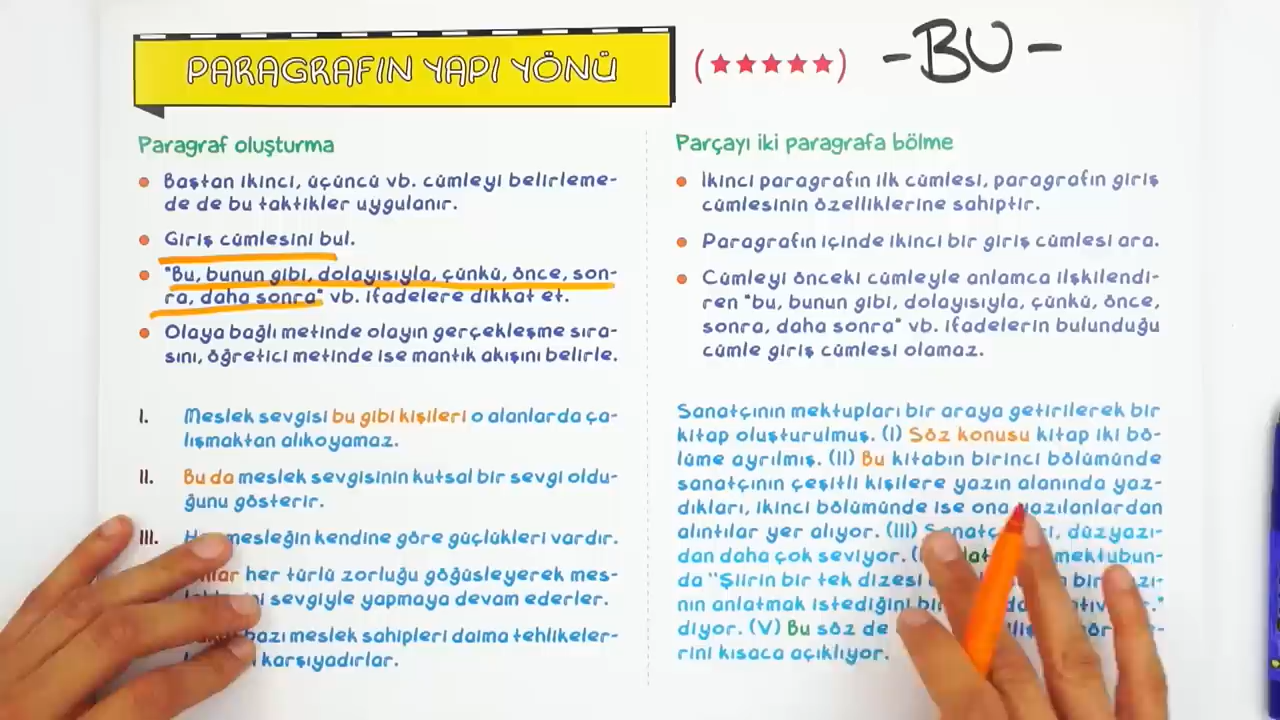 PARAGRAFIN YAPI YÖNÜ
(★★★★★)
-BU-
Paragraf oluşturma
Baştan ikinci, üçüncü vb. cümleyi belirleme-
de de bu taktikler uygulanır.
Giriş cümlesini bul.
"Bu, bunun gibi, dolayısıyla, çünkü, önce, son-
ra, daha sonra" vb. ifadelere dikkat et.
Olaya bağlı metinde olayın gerçekleşme sıra-
sını, öğretici metinde ise mantık akışını belirle.
I. Meslek sevgisi bu gibi kişileri o alanlarda ça-
lışmaktan alıkoyamaz.
II. Bu da meslek sevgisinin kutsal bir sevgi oldu-
ğunu gösterir.
III. mesleğin kendine göre güçlükleri vardır.
her türlü zorluğu göğüsleyerek mes-
sevgiyle yapmaya devam ederler.
bazı meslek sahipleri daima tehlikeler-
karşıyadırlar.
Parçayı iki paragrafa bölme
İkinci paragrafın ilk cümlesi, paragrafın giriş
cümlesinin özelliklerine sahiptir.
Paragrafın içinde ikinci bir giriş cümlesi ara.
Cümleyi önceki cümleyle anlamca ilşkilendi-
ren "bu, bunun gibi, dolayısıyla, çünkü, önce,
sonra, daha sonra" vb. ifadelerin bulunduğu
cümle giriş cümlesi olamaz.
Sanatçının mektupları bir araya getirilerek bir
kitap oluşturulmuş. (I) Söz konusu kitap iki bö-
lüme ayrılmış. (II) Bu kitabın birinci bölümünde
sanatçının çeşitli kişilere yazın alanında yaz-
dıkları, ikinci bölümünde ise ona yazılanlardan
alıntılar yer alıyor. (III) düzyazı-
dan daha çok seviyor. mektubun-
da "Şiirin bir tek dizesi
nın anlatmak istediğini
diyor. (V) Bu söz de
rini kısaca açıklıyor.